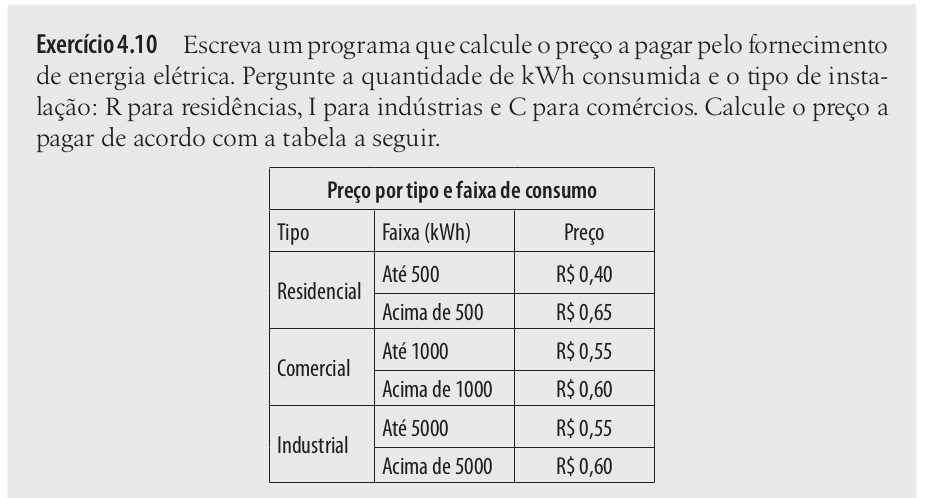 Exercício 4.10 Escreva um programa que calcule o preço a pagar pelo fornecimento
de energia elétrica. Pergunte a quantidade de kWh consumida e o tipo de insta-
lação: R para residências, I para indústrias e C para comércios. Calcule o preço a
pagar de acordo com a tabela a seguir.
Preço por tipo e faixa de consumo
Tipo Faixa (kWh) Preço
Residencial
Até 500 R$ 0,40
Acima de 500 R$ 0,65
Comercial
Até 1000 R$ 0,55
Acima de 1000 R$ 0,60
Industrial
Até 5000 R$ 0,55
Acima de 5000 R$ 0,60